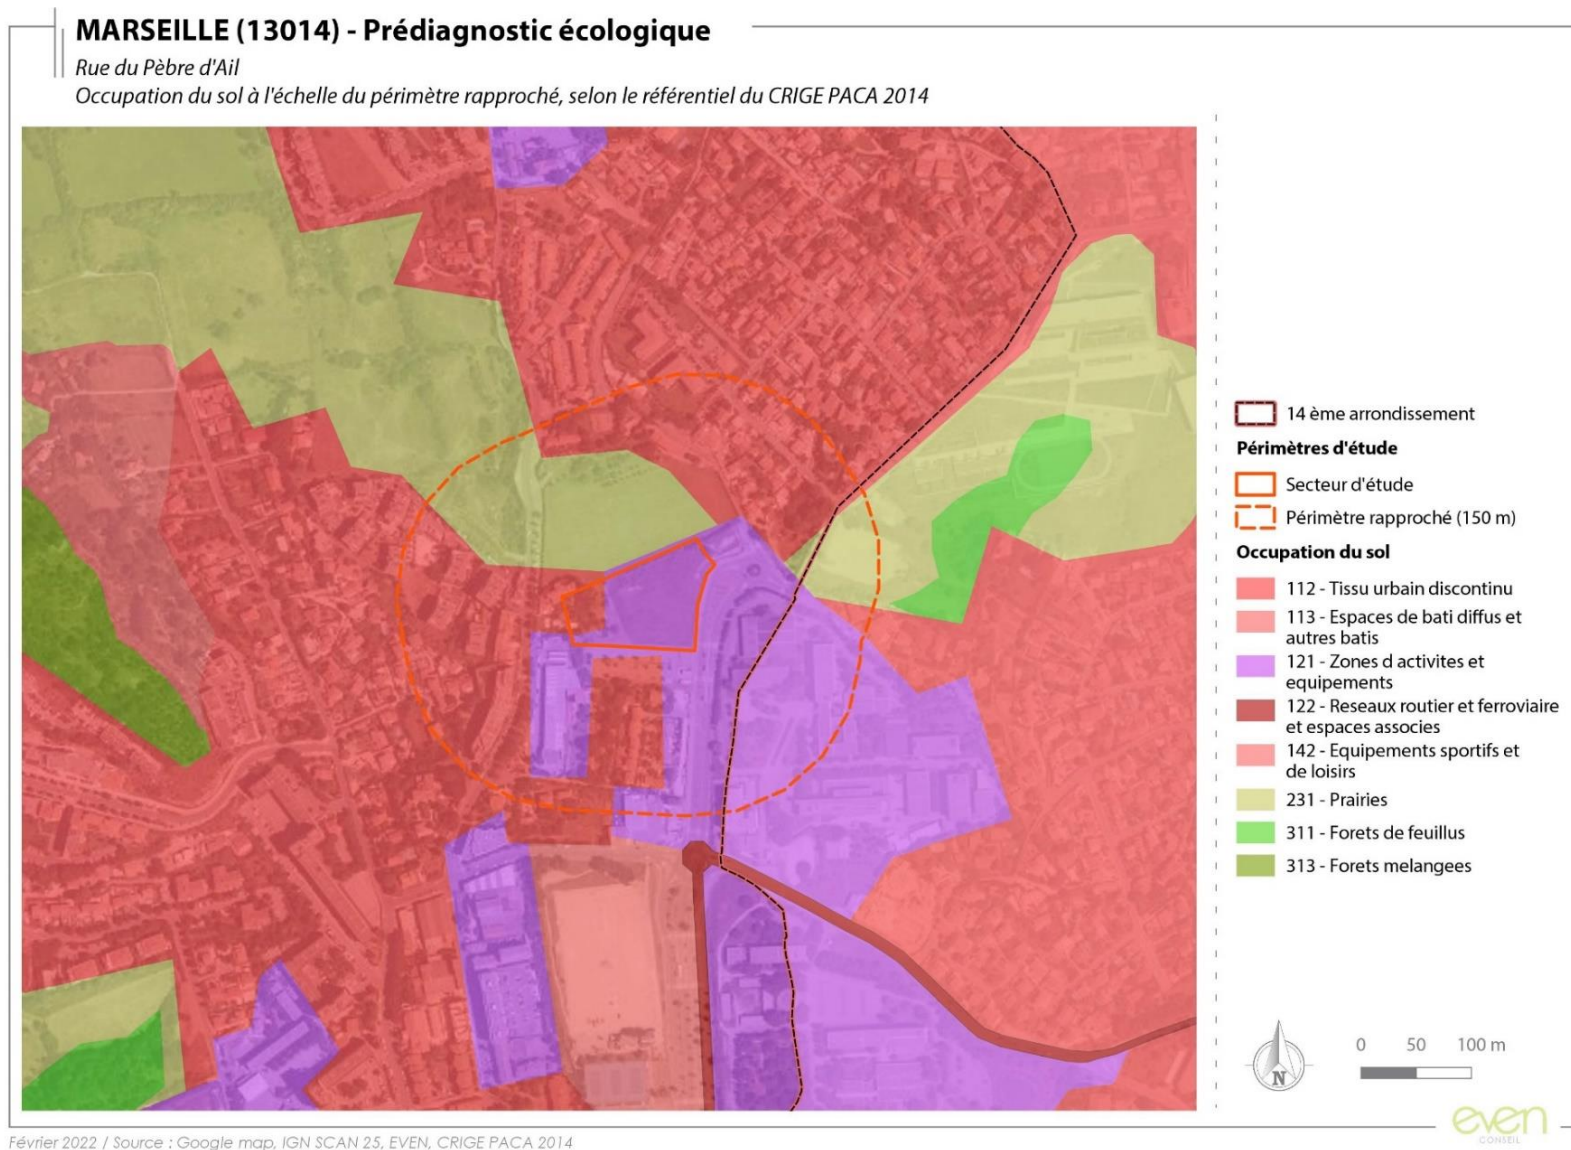 MARSEILLE (13014) - Prédiagnostic écologique
Rue du Pèbre d'Ail
Occupation du sol à l'échelle du périmètre rapproché, selon le référentiel du CRIGE PACA 2014
14 ème arrondissement
Périmètres d'étude
Secteur d'étude
Périmètre rapproché (150 m)
Occupation du sol
112 - Tissu urbain discontinu
113 - Espaces de bati diffus et
autres batis
121 - Zones d activites et
equipements
122 - Reseaux routier et ferroviaire
et espaces associes
142 - Equipements sportifs et
de loisirs
231 - Prairies
311 - Forets de feuillus
313 - Forets melangees
N
0 50 100 m
even
CONSEIL
Février 2022 / Source : Google map, IGN SCAN 25, EVEN, CRIGE PACA 2014